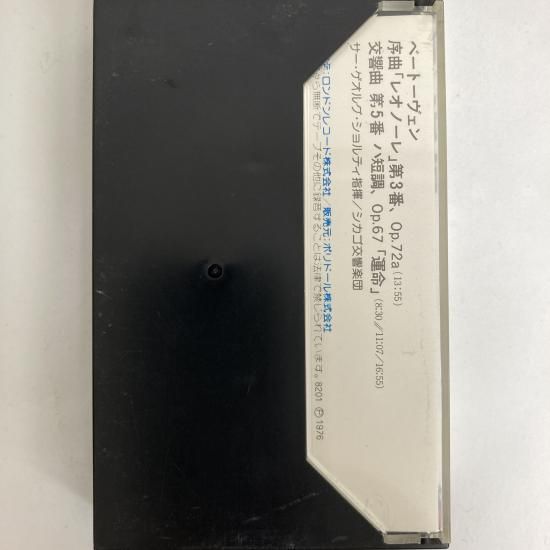 ベートーヴェン
序曲「レオノーレ」第3番、Op.72a(13:55)
交響曲 第5番 ハ短調、Op.67「運命」(8:30//11:07/16:55)
サー・ゲオルグ・ショルティ指揮/シカゴ交響楽団
:ロンドンレコード株式会社/販売元:ポリドール株式会社
から無断でテープその他に録音することは法律で禁じられています。8201 Ⓟ1976